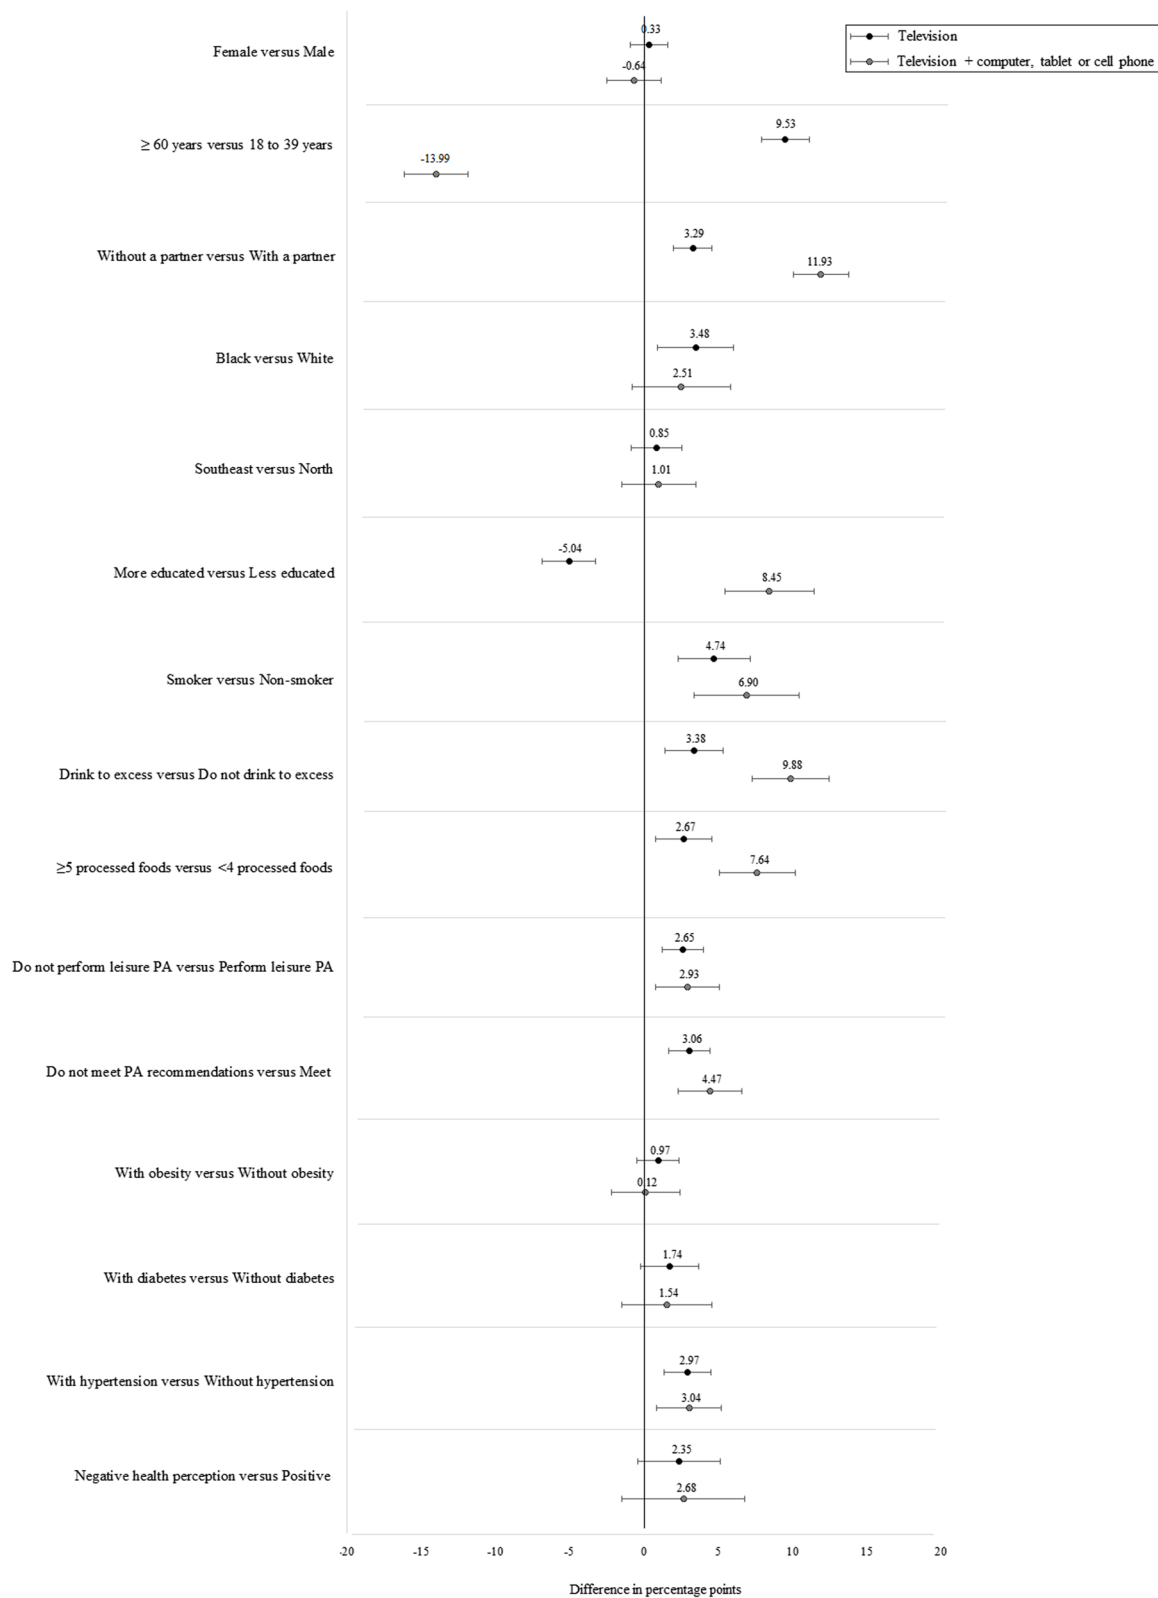 Television
Television + computer, tablet or cell phone
Female versus Male
0.33
-0.64
≥ 60 years versus 18 to 39 years
9.53
-13.99
Without a partner versus With a partner
3.29
11.93
Black versus White
3.48
2.51
Southeast versus North
0.85
1.01
More educated versus Less educated
-5.04
8.45
Smoker versus Non-smoker
4.74
6.90
Drink to excess versus Do not drink to excess
3.38
9.88
≥5 processed foods versus <4 processed foods
2.67
7.64
Do not perform leisure PA versus Perform leisure PA
2.65
2.93
Do not meet PA recommendations versus Meet
3.06
4.47
With obesity versus Without obesity
0.97
0.12
With diabetes versus Without diabetes
1.74
1.54
With hypertension versus Without hypertension
2.97
3.04
Negative health perception versus Positive
2.35
2.68
-20 -15 -10 -5 0 5 10 15 20
Difference in percentage points